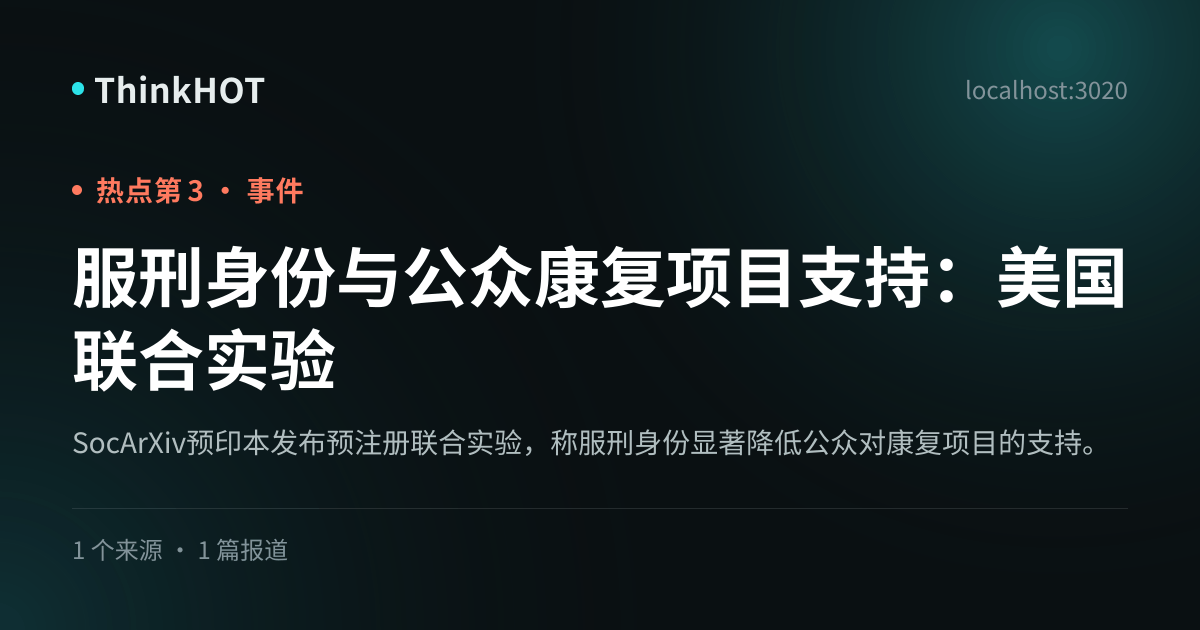 ThinkHOT
localhost:3020
热点第 3 · 事件
服刑身份与公众康复项目支持：美国
联合实验
SocArXiv预印本发布预注册联合实验，称服刑身份显著降低公众对康复项目的支持。
1 个来源 · 1 篇报道